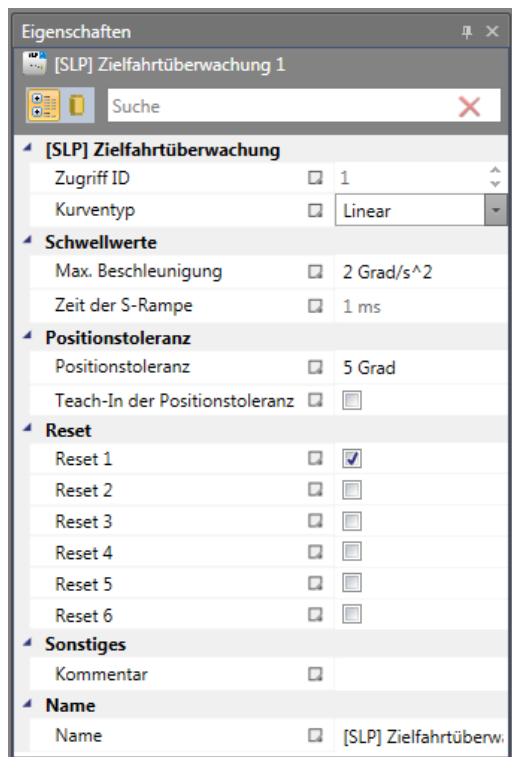 Eigenschaften
[SLP] Zielfahrtüberwachung 1
Suche
[SLP] Zielfahrtüberwachung
Zugriff ID 1
Kurventyp Linear
Schwellwerte
Max. Beschleunigung 2 Grad/s^2
Zeit der S-Rampe 1 ms
Positionstoleranz
Positionstoleranz 5 Grad
Teach-In der Positionstoleranz
Reset
Reset 1
Reset 2
Reset 3
Reset 4
Reset 5
Reset 6
Sonstiges
Kommentar
Name
Name [SLP] Zielfahrtüberw